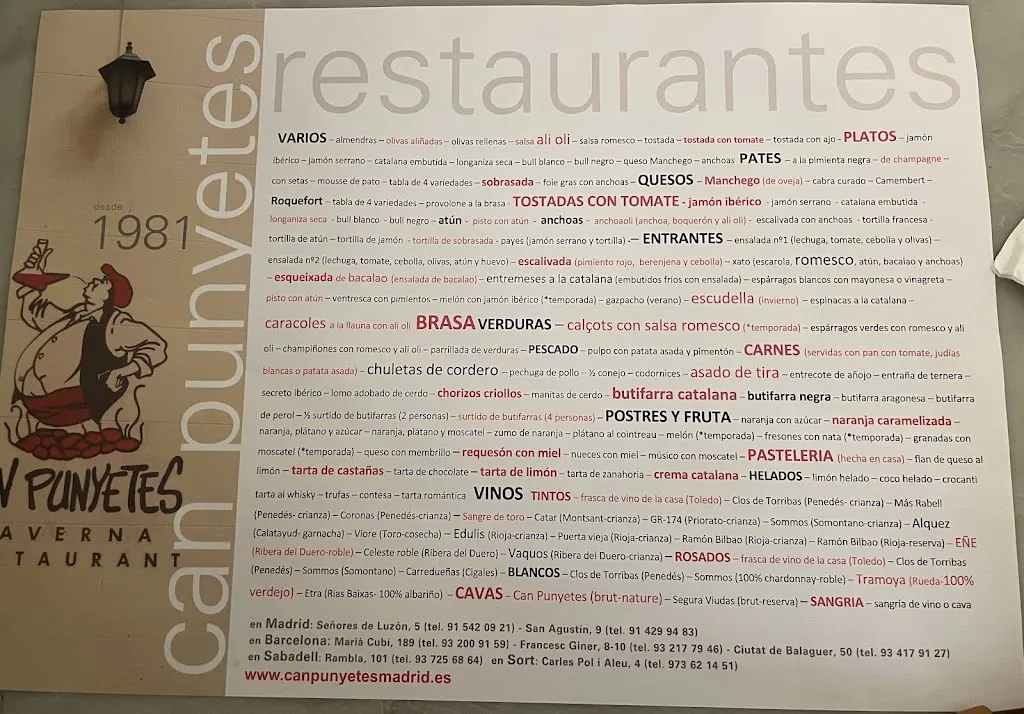 restaurantes
can punyetes
desde
1981
N PUNYETES
AVERNA
TAURANT
VARIOS – almendras – olivas aliñadas – olivas rellenas – salsa ali oli – salsa romesco – tostada – tostada con tomate – tostada con ajo - PLATOS – jamón
ibérico – jamón serrano – catalana embutida – longaniza seca – bull blanco – bull negro – queso Manchego – anchoas PATES – a la pimienta negra – de champagne –
con setas – mousse de pato – tabla de 4 variedades – sobrasada – foie gras con anchoas – QUESOS – Manchego (de oveja) – cabra curado – Camembert –
Roquefort – tabla de 4 variedades – provolone a la brasa - TOSTADAS CON TOMATE - jamón ibérico - jamón serrano - catalana embutida -
longaniza seca - bull blanco - bull negro – atún - pisto con atún - anchoas - anchoaoli (anchoa, boquerón y ali oli) - escalivada con anchoas - tortilla francesa -
tortilla de atún – tortilla de jamón - tortilla de sobrasada - payes (jamón serrano y tortilla) -– ENTRANTES – ensalada nº1 (lechuga, tomate, cebolla y olivas) –
ensalada nº2 (lechuga, tomate, cebolla, olivas, atún y huevo) – escalivada (pimiento rojo, berenjena y cebolla) – xato (escarola, romesco, atún, bacalao y anchoas)
– esqueixada de bacalao (ensalada de bacalao) – entremeses a la catalana (embutidos fríos con ensalada) – espárragos blancos con mayonesa o vinagreta –
pisto con atún – ventresca con pimientos – melón con jamón ibérico (*temporada) – gazpacho (verano) – escudella (invierno) – espinacas a la catalana –
caracoles a la llauna con ali oli BRASA VERDURAS – calçots con salsa romesco (*temporada) – espárragos verdes con romesco y ali
oli – champiñones con romesco y ali oli – parrillada de verduras – PESCADO – pulpo con patata asada y pimentón – CARNES (servidas con pan con tomate, judías
blancas o patata asada) – chuletas de cordero – pechuga de pollo – ½ conejo – codornices – asado de tira – entrecote de añojo – entraña de ternera –
secreto ibérico – lomo adobado de cerdo – chorizos criollos – manitas de cerdo – butifarra catalana – butifarra negra – butifarra aragonesa – butifarra
de perol – ½ surtido de butifarras (2 personas) – surtido de butifarras (4 personas) – POSTRES Y FRUTA – naranja con azúcar – naranja caramelizada –
naranja, plátano y azúcar – naranja, plátano y moscatel – zumo de naranja – plátano al cointreau – melón (*temporada) – fresones con nata (*temporada) – granadas con
moscatel (*temporada) – queso con membrillo – requesón con miel – nueces con miel – músico con moscatel – PASTELERIA (hecha en casa) – flan de queso al
limón – tarta de castañas – tarta de chocolate – tarta de limón – tarta de zanahoria – crema catalana – HELADOS – limón helado – coco helado – crocanti
tarta al whisky – trufas – contesa – tarta romántica VINOS TINTOS – frasca de vino de la casa (Toledo) – Clos de Torribas (Penedés- crianza) – Más Rabell
(Penedés- crianza) – Coronas (Penedés-crianza) – Sangre de toro – Catar (Montsant-crianza) – GR-174 (Priorato-crianza) – Sommos (Somontano-crianza) – Alquez
(Calatayud- garnacha) – Viore (Toro-cosecha) – Edulis (Rioja-crianza) – Puerta vieja (Rioja-crianza) – Ramón Bilbao (Rioja-crianza) – Ramón Bilbao (Rioja-reserva) – EÑE
(Ribera del Duero-roble) – Celeste roble (Ribera del Duero) – Vaquos (Ribera del Duero-crianza) – ROSADOS – frasca de vino de la casa (Toledo) – Clos de Torribas
(Penedés) – Sommos (Somontano) – Carredueñas (Cigales) – BLANCOS – Clos de Torribas (Penedés) – Sommos (100% chardonnay-roble) – Tramoya (Rueda-100%
verdejo) – Etra (Rias Baixas- 100% albariño) – CAVAS – Can Punyetes (brut-nature) – Segura Viudas (brut-reserva) – SANGRIA – sangria de vino o cava
en Madrid: Señores de Luzón, 5 (tel. 91 542 09 21) - San Agustín, 9 (tel. 91 429 94 83)
en Barcelona: Marià Cubí, 189 (tel. 93 200 91 59) - Francesc Giner, 8-10 (tel. 93 217 79 46) - Ciutat de Balaguer, 50 (tel. 93 417 91 27)
en Sabadell: Rambla, 101 (tel. 93 725 68 64) en Sort: Carles Pol i Aleu, 4 (tel. 973 62 14 51)
www.canpunyetesmadrid.es